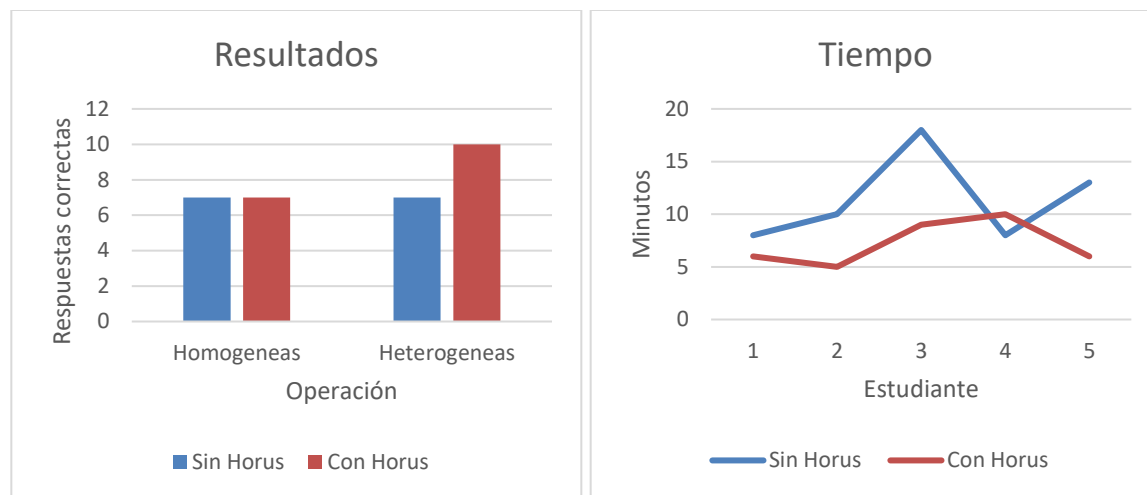 Resultados
Respuestas correctas
12
10
8
6
4
2
0
Homogeneas Heterogeneas
Operación
Sin Horus Con Horus
Tiempo
Minutos
20
15
10
5
0
1 2 3 4 5
Estudiante
Sin Horus Con Horus